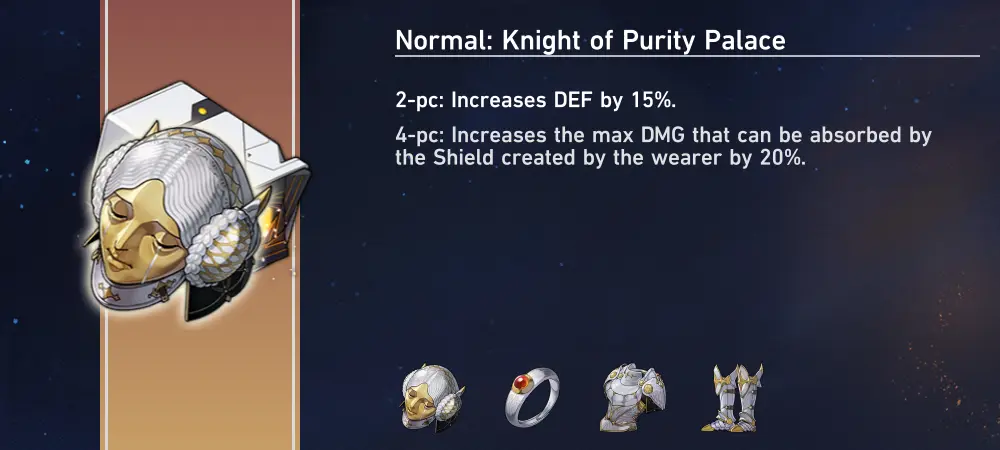 Normal: Knight of Purity Palace
2-pc: Increases DEF by 15%.
4-pc: Increases the max DMG that can be absorbed by
the Shield created by the wearer by 20%.